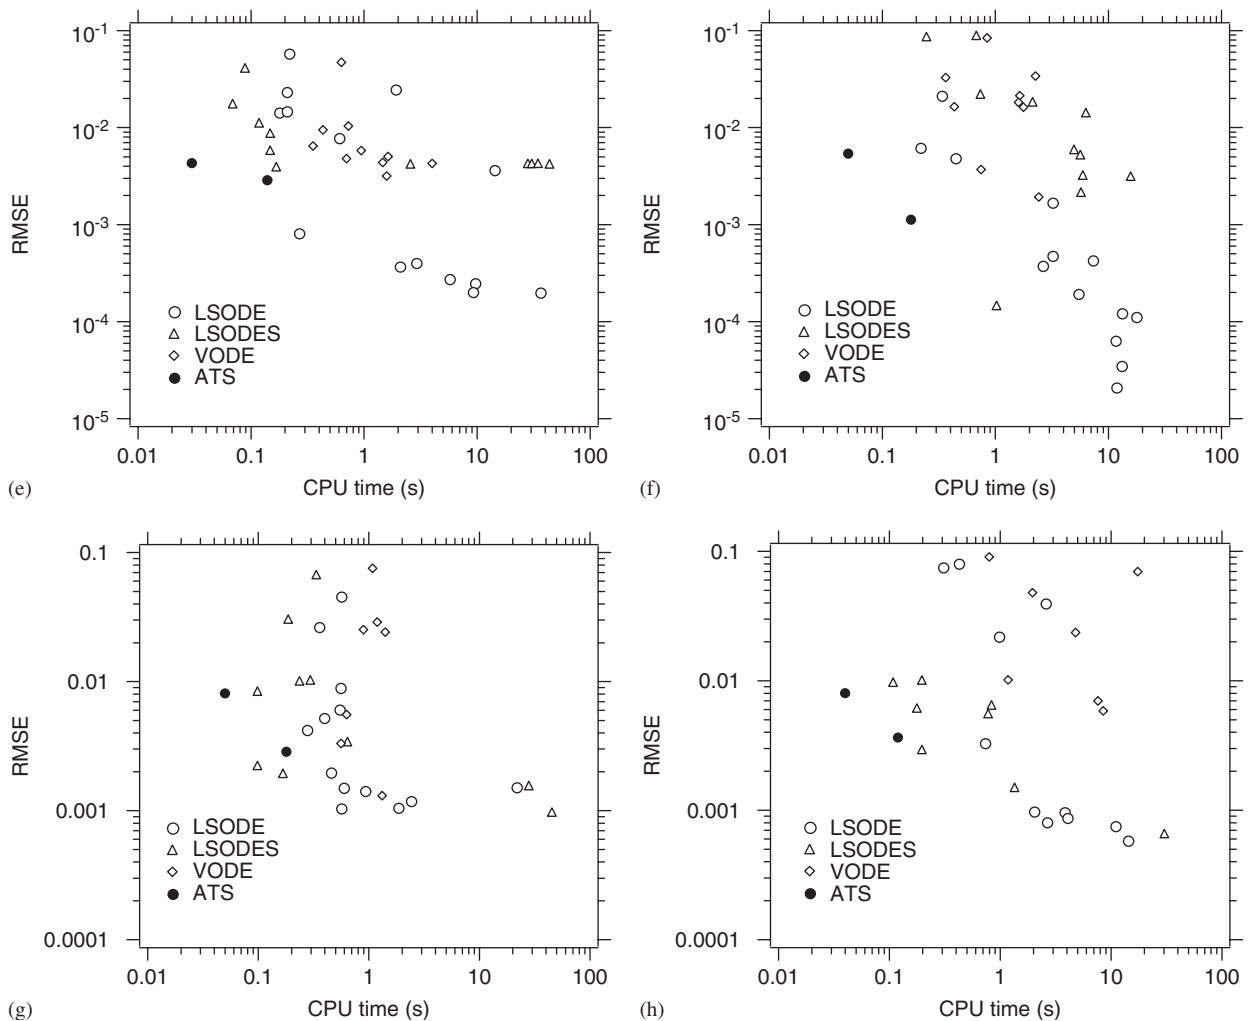 10-1
10-2
10-3
10-4
10-5
RMSE
LSODE
LSODES
VODE
ATS
0.01 0.1 1 10 100
CPU time (s)
(e)
10-1
10-2
10-3
10-4
10-5
RMSE
LSODE
LSODES
VODE
ATS
0.01 0.1 1 10 100
CPU time (s)
(f)
0.1
0.01
0.001
0.0001
RMSE
LSODE
LSODES
VODE
ATS
0.01 0.1 1 10 100
CPU time (s)
(g)
0.1
0.01
0.001
0.0001
RMSE
LSODE
LSODES
VODE
ATS
0.01 0.1 1 10 100
CPU time (s)
(h)